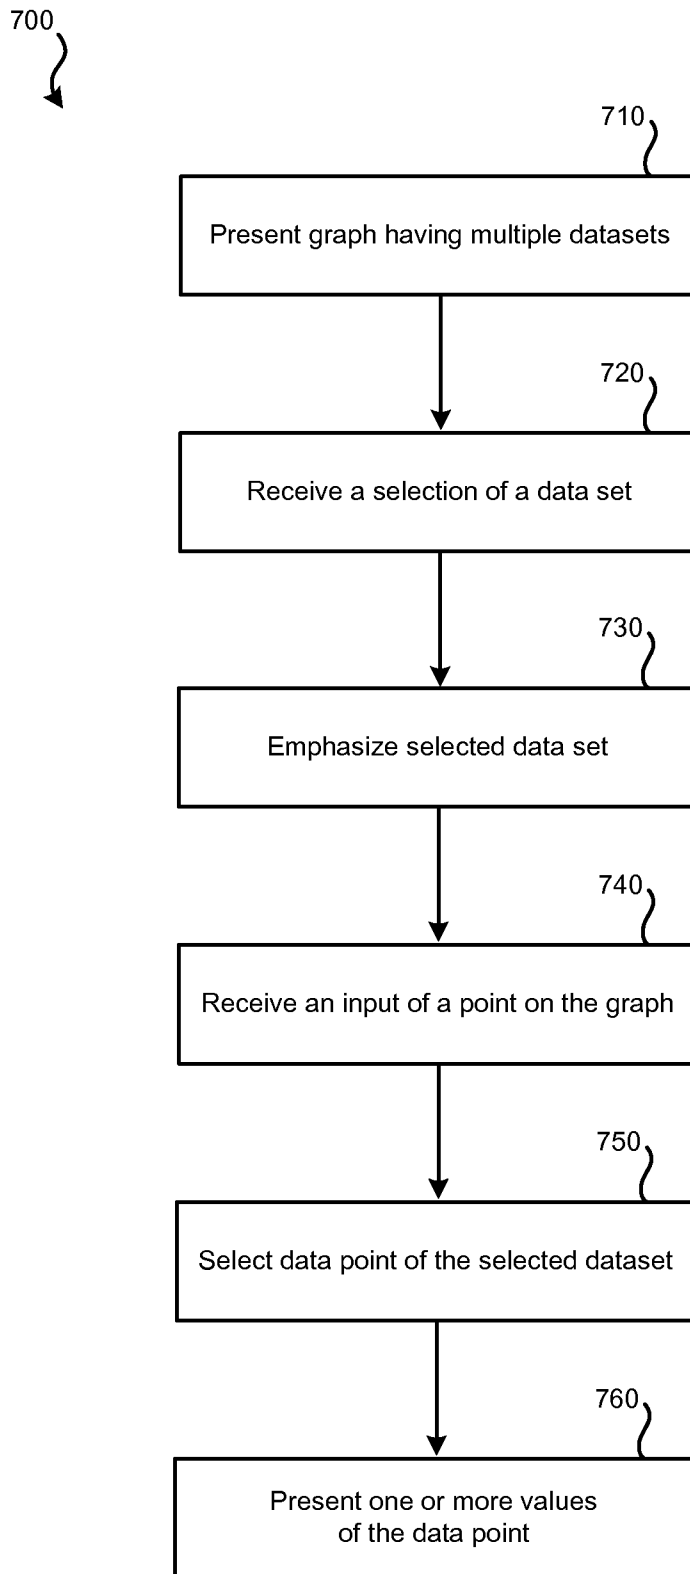 700
710
Present graph having multiple datasets
720
Receive a selection of a data set
730
Emphasize selected data set
740
Receive an input of a point on the graph
750
Select data point of the selected dataset
760
Present one or more values
of the data point